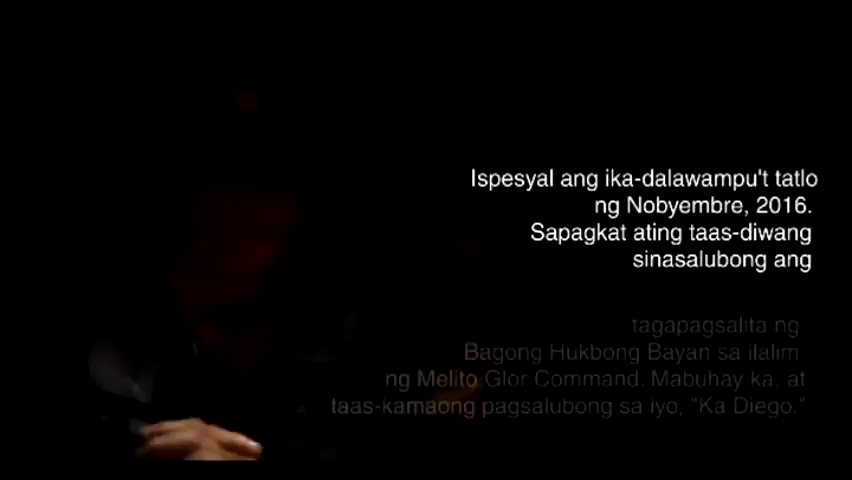 Ispesyal ang ika-dalawampu't tatlo
ng Nobyembre, 2016.
Sapagkat ating taas-diwang
sinasalubong ang
tagapagsalita ng
Bagong Hukbong Bayan sa ilalim
ng Melito Glor Command. Mabuhay ka, at
taas-kamaong pagsalubong sa iyo, "Ka Diego."